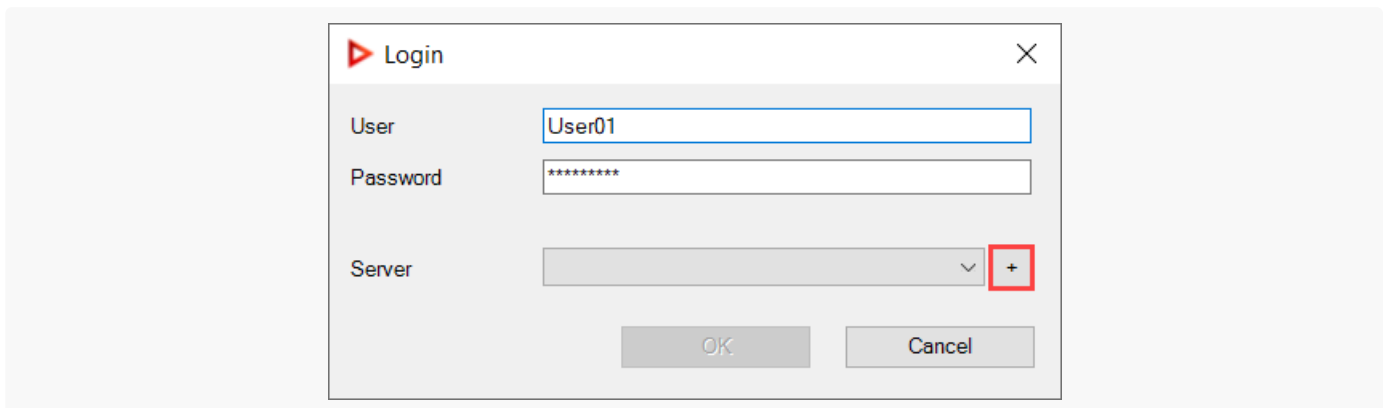 Login
User User01
Password *********
Server +
OK Cancel